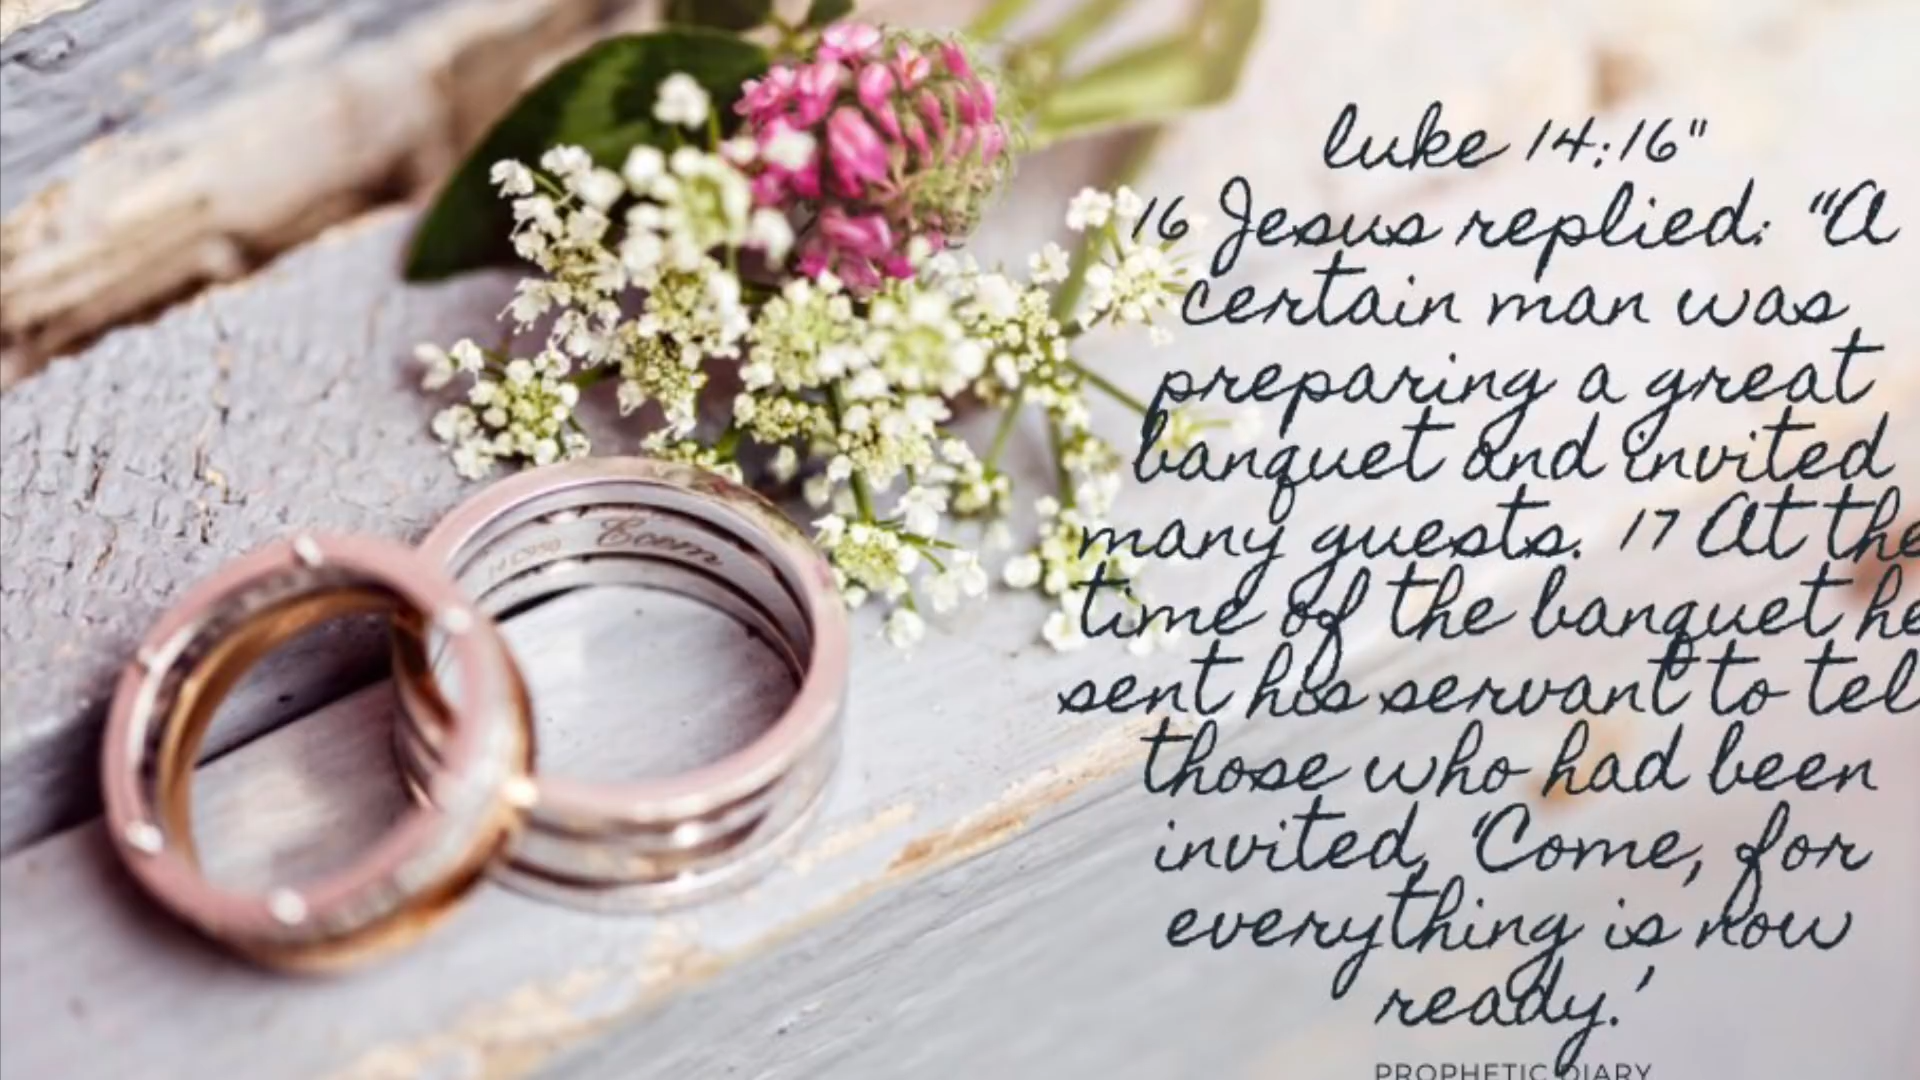 luke 14:16"
16 Jesus replied: "A
certain man was
preparing a great
banquet and invited
many guests. 17 At the
time of the banquet he
sent his servant to tel
those who had been
invited, 'Come, for
everything is now
ready.'
PROPHETIC DIARY
Ecem